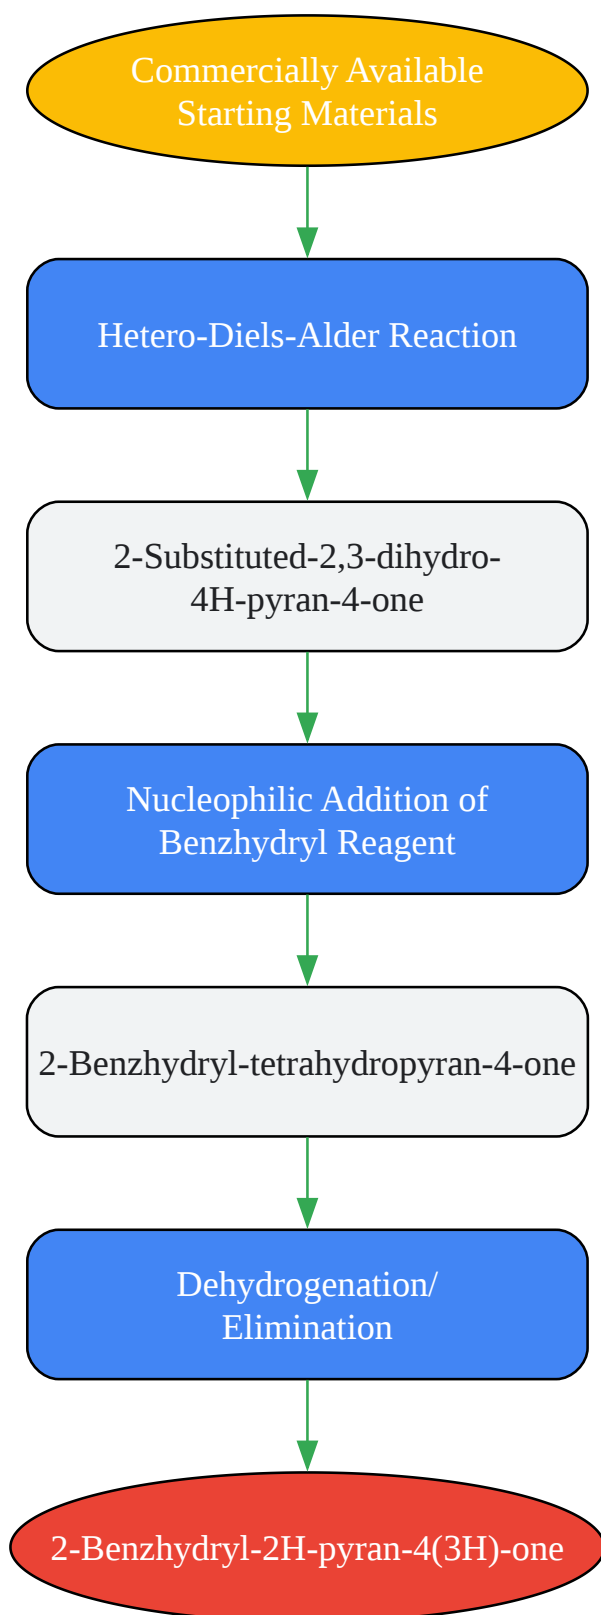 Commercially Available
Starting Materials
Hetero-Diels-Alder Reaction
2-Substituted-2,3-dihydro-
4H-pyran-4-one
Nucleophilic Addition of
Benzhydryl Reagent
2-Benzhydryl-tetrahydropyran-4-one
Dehydrogenation/
Elimination
2-Benzhydryl-2H-pyran-4(3H)-one